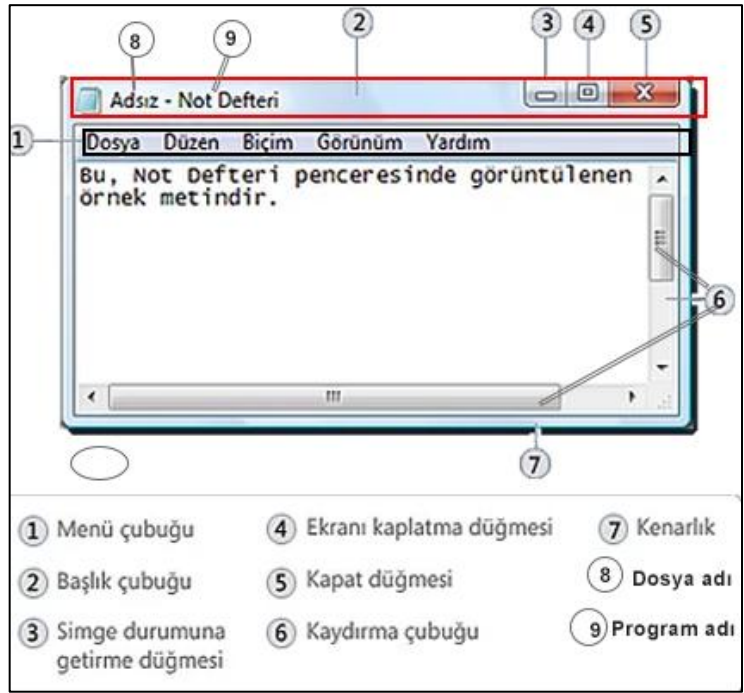 8 9 2 3 4 5
Adsız - Not Defteri
1
Dosya Düzen Biçim Görünüm Yardım
Bu, Not Defteri penceresinde görüntülenen
örnek metindir.
6
7
1 Menü çubuğu
2 Başlık çubuğu
3 Simge durumuna
getirme düğmesi
4 Ekranı kaplatma düğmesi
5 Kapat düğmesi
6 Kaydırma çubuğu
7 Kenarlık
8 Dosya adı
9 Program adı